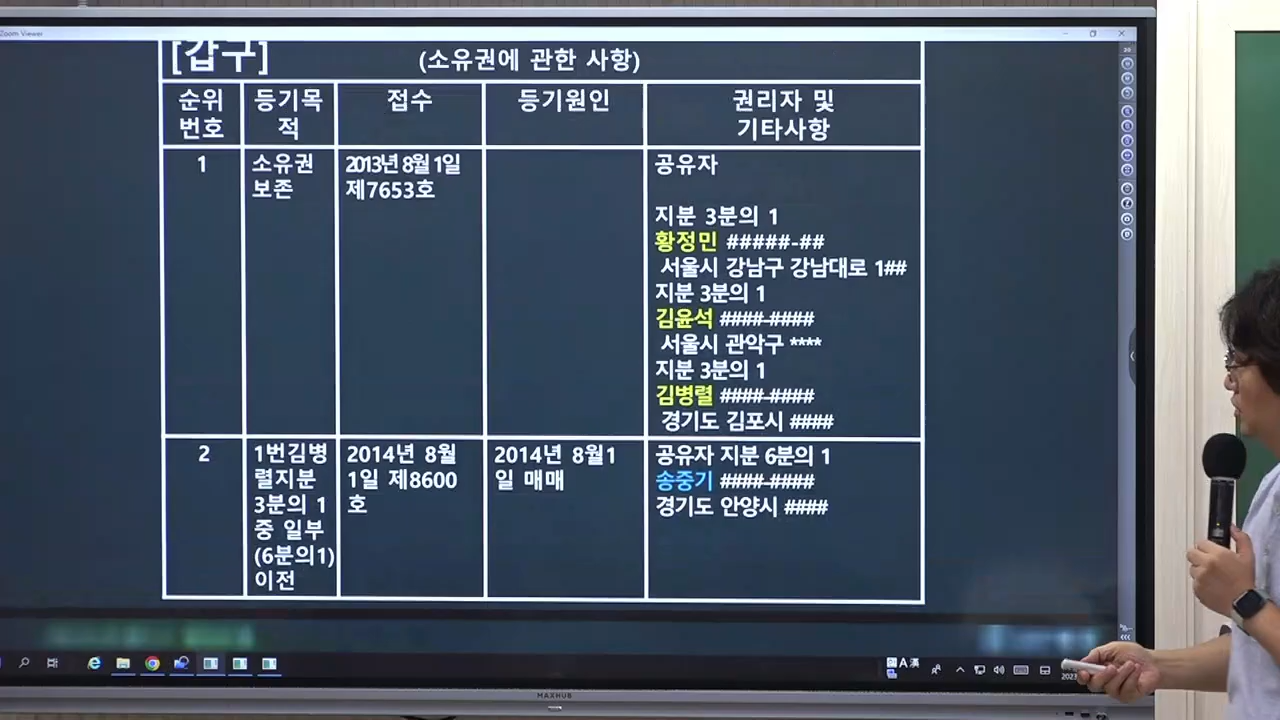 Zoom Viewer
[갑구]
(소유권에 관한 사항)
순위
번호
등기목
적
접수
등기원인
권리자 및
기타사항
1
소유권
보존
2013년 8월 1일
제7653호
공유자
지분 3분의 1
황정민 #####-##
서울시 강남구 강남대로 1##
지분 3분의 1
김윤석 ####-####
서울시 관악구 ****
지분 3분의 1
김병렬 ####-####
경기도 김포시 ####
2
1번김병
렬지분
3분의 1
중 일부
(6분의1)
이전
2014년 8월
1일 제8600
호
2014년 8월1
일 매매
공유자 지분 6분의 1
송중기 ####-####
경기도 안양시 ####
A 漢
MAXHUB